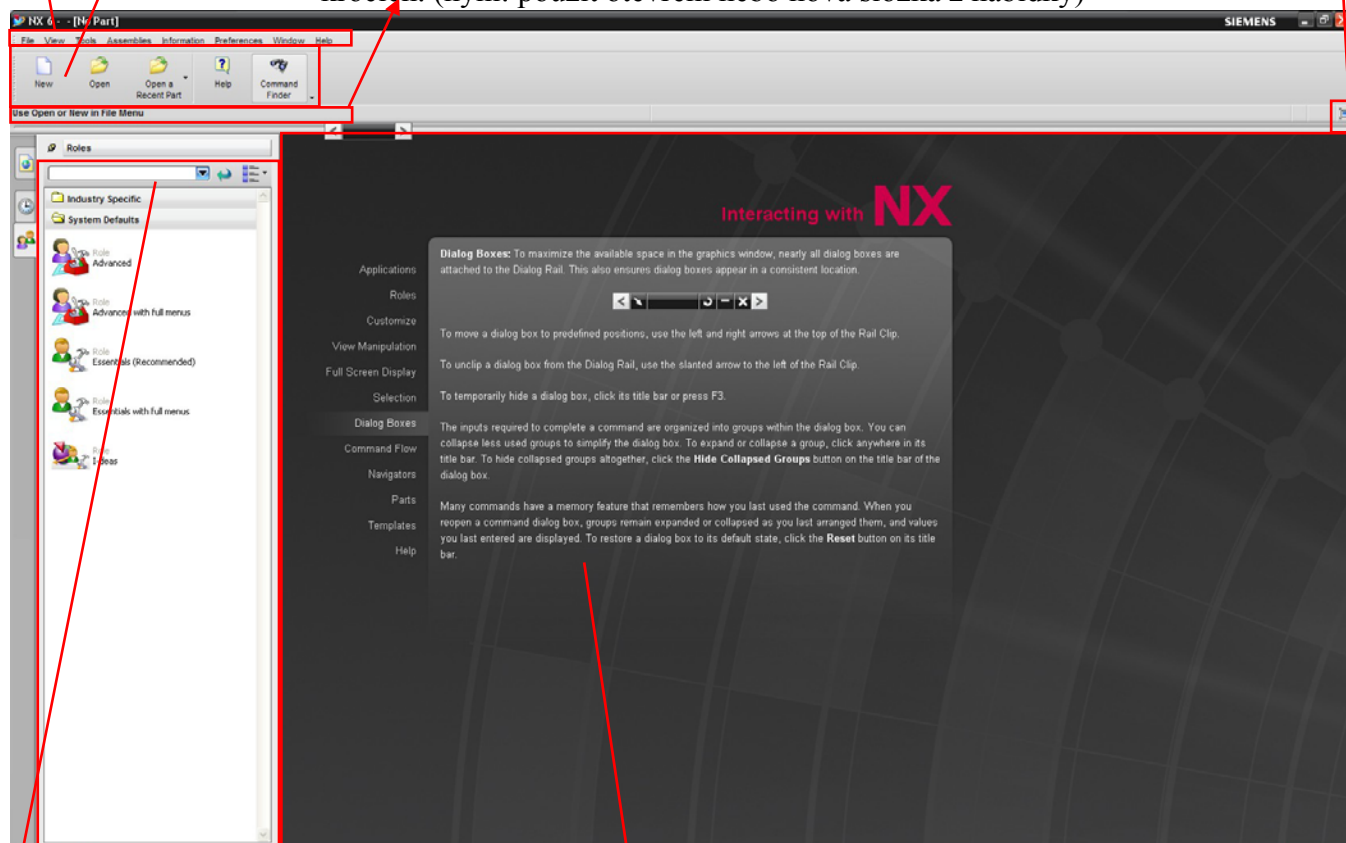 krocích. (nyní: použít otevření nebo nová složka z nabídky)
NX 6 - - [No Part]
SIEMENS
File View Tools Assemblies Information Preferences Window Help
New Open Open a Recent Part Help Command Finder
Use Open or New in File Menu
Roles
Industry Specific
System Defaults
Role
Advanced
Role
Advanced with full menus
Role
Essentials (Recommended)
Role
Essentials with full menus
Role
I-deas
Interacting with NX
Applications
Roles
Customize
View Manipulation
Full Screen Display
Selection
Dialog Boxes
Command Flow
Navigators
Parts
Templates
Help
Dialog Boxes: To maximize the available space in the graphics window, nearly all dialog boxes are
attached to the Dialog Rail. This also ensures dialog boxes appear in a consistent location.
To move a dialog box to predefined positions, use the left and right arrows at the top of the Rail Clip.
To unclip a dialog box from the Dialog Rail, use the slanted arrow to the left of the Rail Clip.
To temporarily hide a dialog box, click its title bar or press F3.
The inputs required to complete a command are organized into groups within the dialog box. You can
collapse less used groups to simplify the dialog box. To expand or collapse a group, click anywhere in its
title bar. To hide collapsed groups altogether, click the Hide Collapsed Groups button on the title bar of the
dialog box.
Many commands have a memory feature that remembers how you last used the command. When you
reopen a command dialog box, groups remain expanded or collapsed as you last arranged them, and values
you last entered are displayed. To restore a dialog box to its default state, click the Reset button on its title
bar.